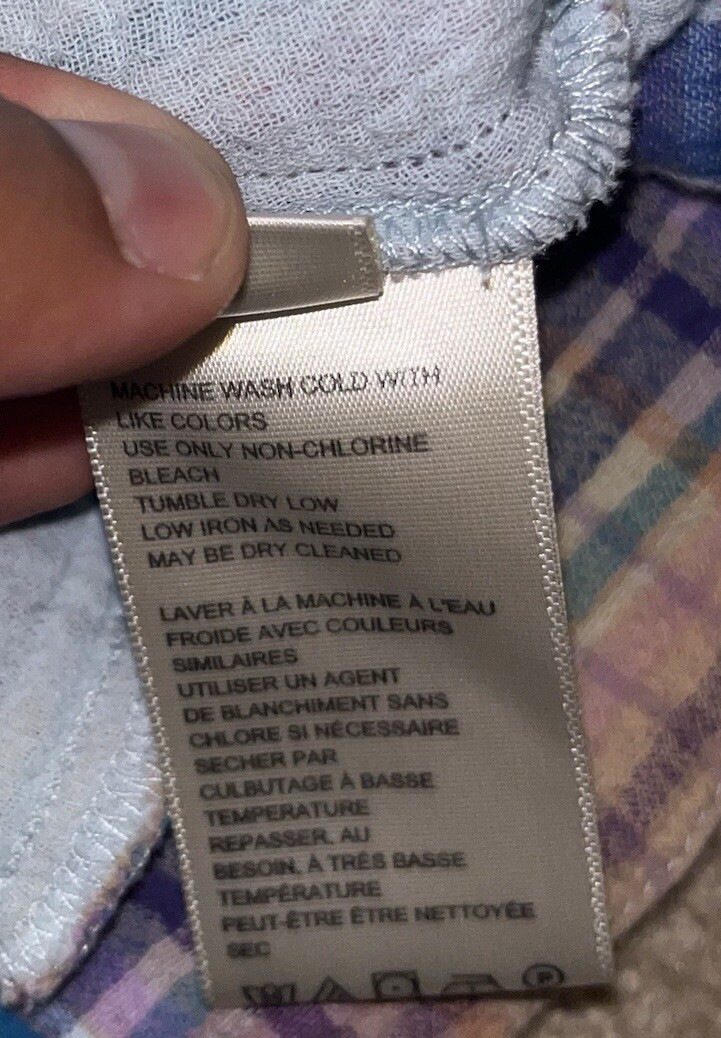 MACHINE WASH COLD WITH
LIKE COLORS
USE ONLY NON-CHLORINE
BLEACH
TUMBLE DRY LOW
LOW IRON AS NEEDED
MAY BE DRY CLEANED
LAVER À LA MACHINE A L'EAU
FROIDE AVEC COULEURS
SIMILAIRES
UTILISER UN AGENT
DE BLANCHIMENT SANS
CHLORE SI NÉCESSAIRE
SECHER PAR
CULBUTAGE À BASSE
TEMPERATURE
REPASSER, AU
BESOIN, À TRÉS BASSE
TEMPÉRATURE
PEUT-ÊTRE ÊTRE NETTOYÉE
SEC
P